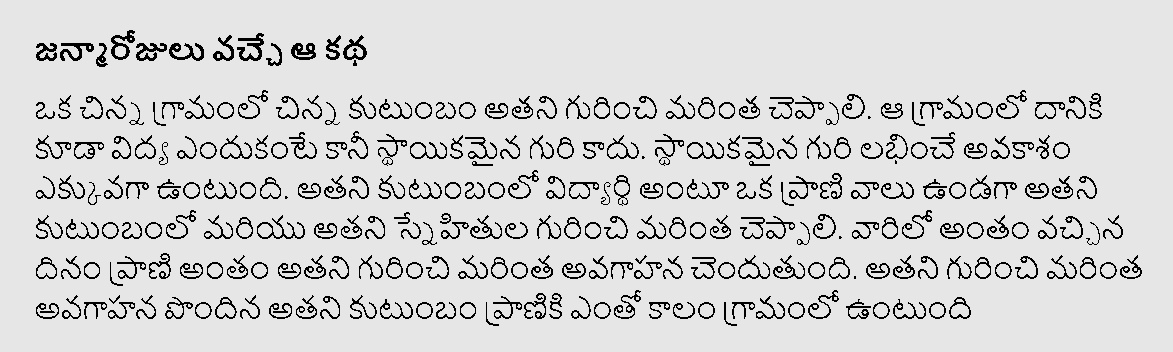 జన్మారోజులు వచ్చే ఆ కథ
ఒక చిన్న గ్రామంలో చిన్న కుటుంబం అతని గురించి మరింత చెప్పాలి. ఆ గ్రామంలో దానికి
కూడా విద్య ఎందుకంటే కానీ స్థాయికమైన గురి కాదు. స్థాయికమైన గురి లభించే అవకాశం
ఎక్కువగా ఉంటుంది. అతని కుటుంబంలో విద్యార్థి అంటూ ఒక ప్రాణి వాలు ఉండగా అతని
కుటుంబంలో మరియు అతని స్నేహితుల గురించి మరింత చెప్పాలి. వారిలో అంతం వచ్చిన
దినం ప్రాణి అంతం అతని గురించి మరింత అవగాహన చెందుతుంది. అతని గురించి మరింత
అవగాహన పొందిన అతని కుటుంబం ప్రాణికి ఎంతో కాలం గ్రామంలో ఉంటుంది